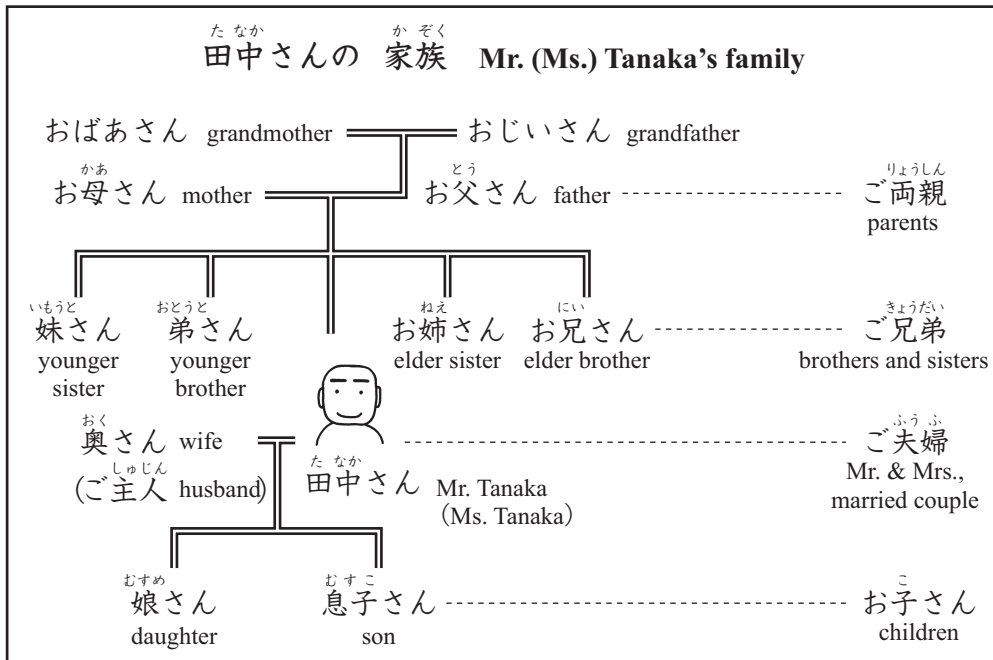 たなか かぞく
田中さんの 家族 Mr. (Ms.) Tanaka's family
おばあさん grandmother おじいさん grandfather
かあ とう りょうしん
お母さん mother お父さん father ご両親
parents
いもうと おとうと ねえ にい きょうだい
妹さん 弟さん お姉さん お兄さん ご兄弟
younger younger elder sister elder brother brothers and sisters
sister brother
おく ふうふ
奥さん wife ご夫婦
しゅじん たなか
(ご主人 husband) 田中さん Mr. Tanaka Mr. & Mrs.,
(Ms. Tanaka) married couple
むすめ むすこ こ
娘さん 息子さん お子さん
daughter son children